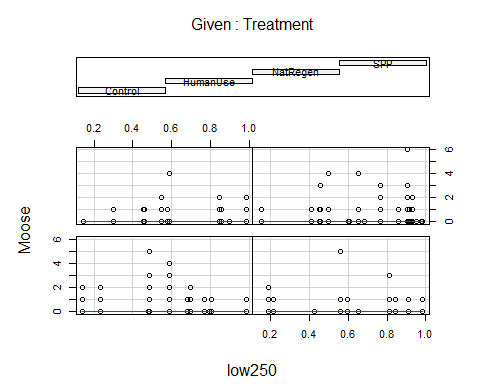 Given : Treatment
SPP
NatRegen
HumanUse
Control
0.2 0.4 0.6 0.8 1.0
6
4
2
0
Moose
6
4
2
0
0.2 0.4 0.6 0.8 1.0
low250